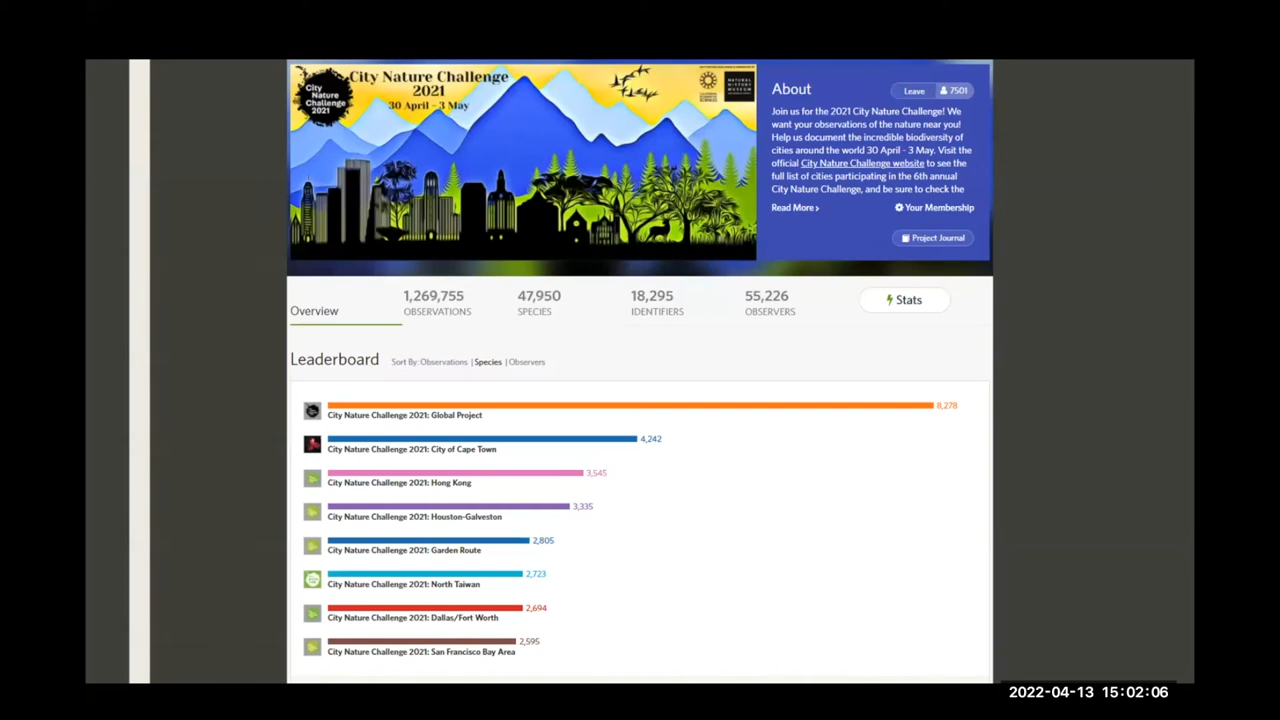 City Nature Challenge
2021
30 April - 3 May
City
Nature
Challenge
2021
NATURAL
HISTORY
MUSEUM
About
Leave 7501
Join us for the 2021 City Nature Challenge! We
want your observations of the nature near you!
Help us document the incredible biodiversity of
cities around the world 30 April - 3 May. Visit the
official City Nature Challenge website to see the
full list of cities participating in the 6th annual
City Nature Challenge, and be sure to check the
Read More >
Your Membership
Project Journal
Overview
1,269,755
OBSERVATIONS
47,950
SPECIES
18,295
IDENTIFIERS
55,226
OBSERVERS
Stats
Leaderboard
Sort By: Observations | Species | Observers
8,278
City Nature Challenge 2021: Global Project
4,242
City Nature Challenge 2021: City of Cape Town
3,545
City Nature Challenge 2021: Hong Kong
3,335
City Nature Challenge 2021: Houston-Galveston
2,805
City Nature Challenge 2021: Garden Route
2,723
City Nature Challenge 2021: North Taiwan
2,694
City Nature Challenge 2021: Dallas/Fort Worth
2,595
City Nature Challenge 2021: San Francisco Bay Area
2022-04-13 15:02:06